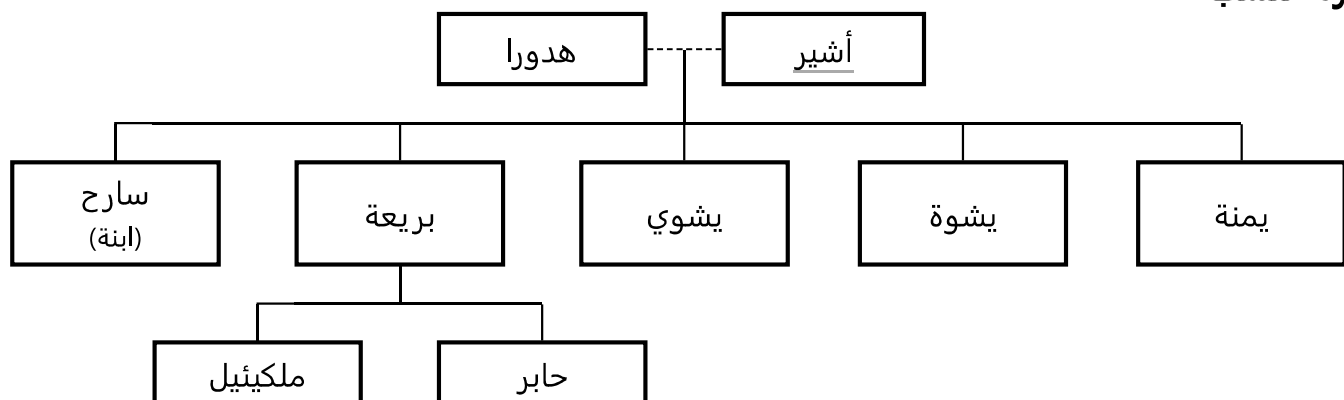 أشير
هدورا
يمنة
يشوة
يشوي
بريعة
سارح
(ابنة)
حابر
ملكيئيل